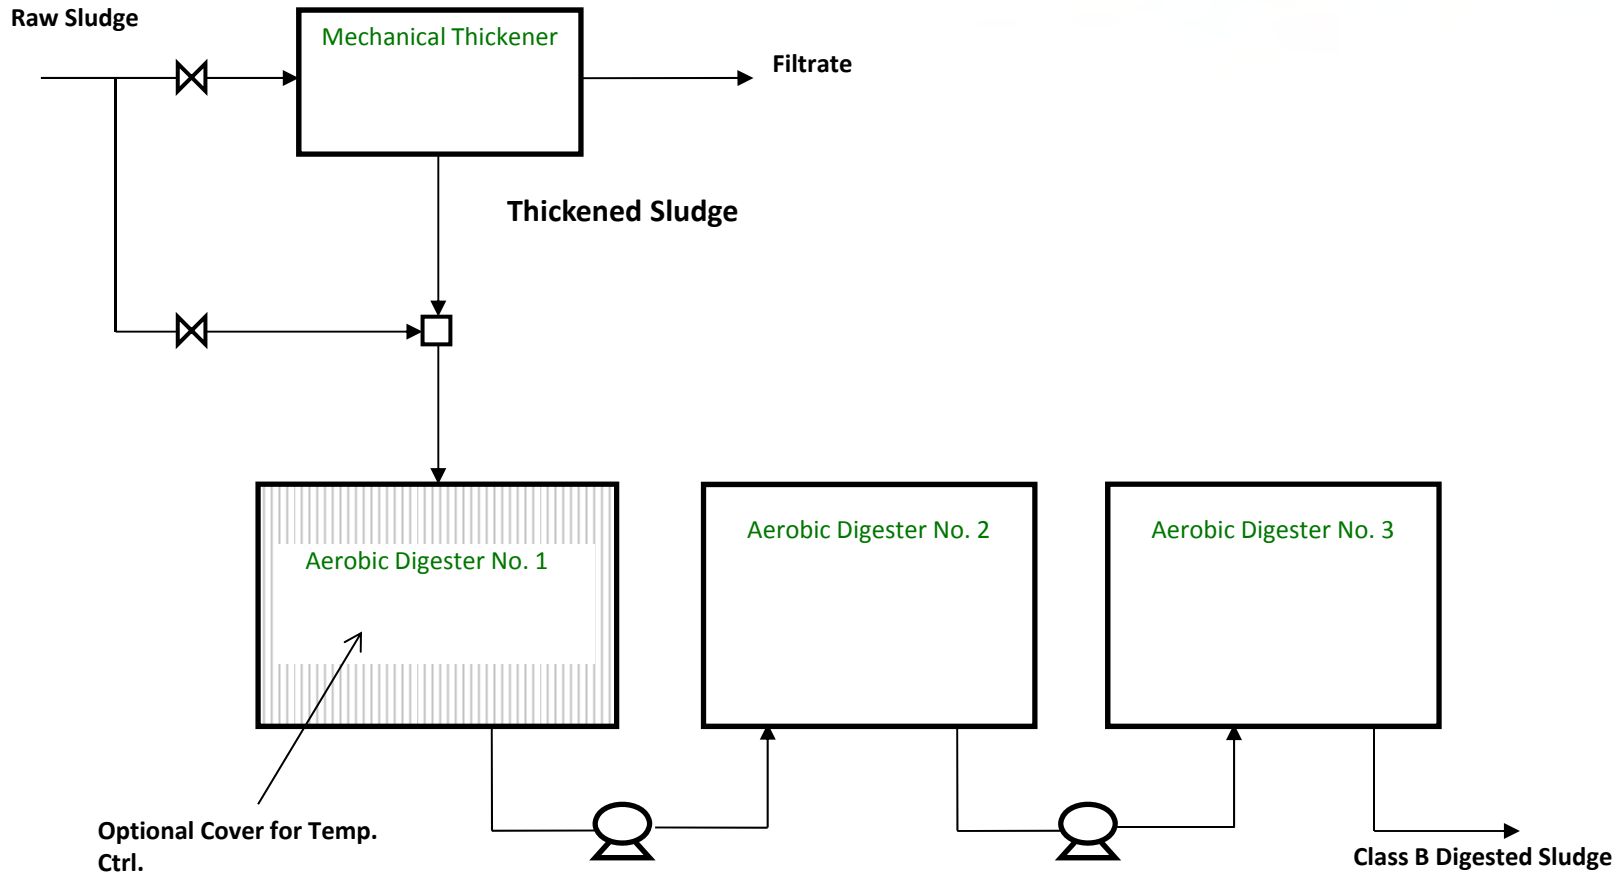 Raw Sludge
Mechanical Thickener
Filtrate
Thickened Sludge
Aerobic Digester No. 1
Aerobic Digester No. 2
Aerobic Digester No. 3
Optional Cover for Temp.
Ctrl.
Class B Digested Sludge